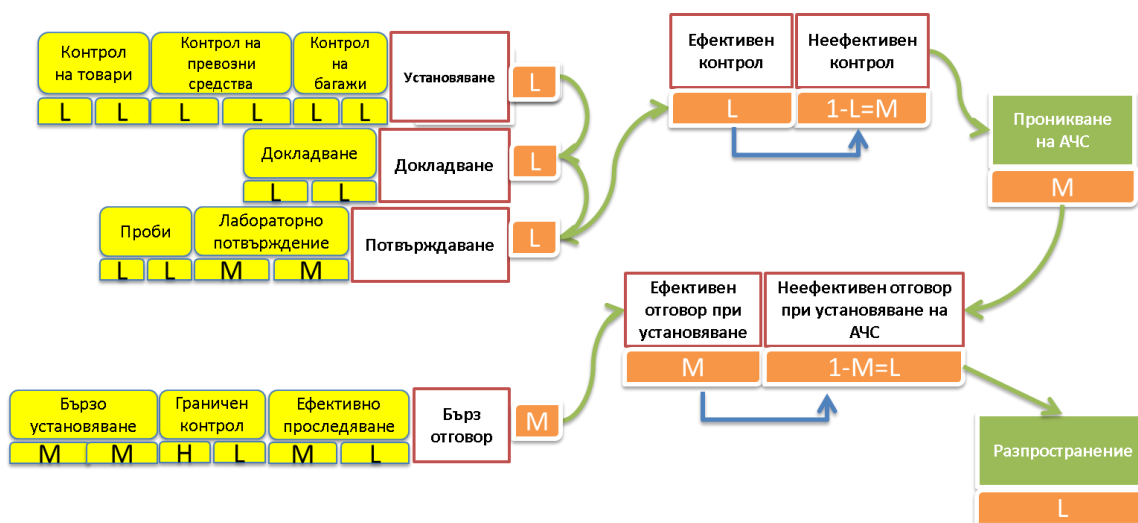 Контрол
на товари
Контрол на
превозни
средства
Контрол
на
багажи
Установяване
L
L L L L L L
Докладване
L L
Докладване
L
Проби
Лабораторно
потвърждение
L L M M
Потвърждаване
L
Ефективен
контрол
Неефективен
контрол
L
1-L=M
Проникване
на АЧС
M
Ефективен
отговор при
установяване
Неефективен отговор
при установяване на
АЧС
M
1-M=L
Бързо
установяване
Граничен
контрол
Ефективно
проследяване
M M H L M L
Бърз
отговор
M
Разпространение
L